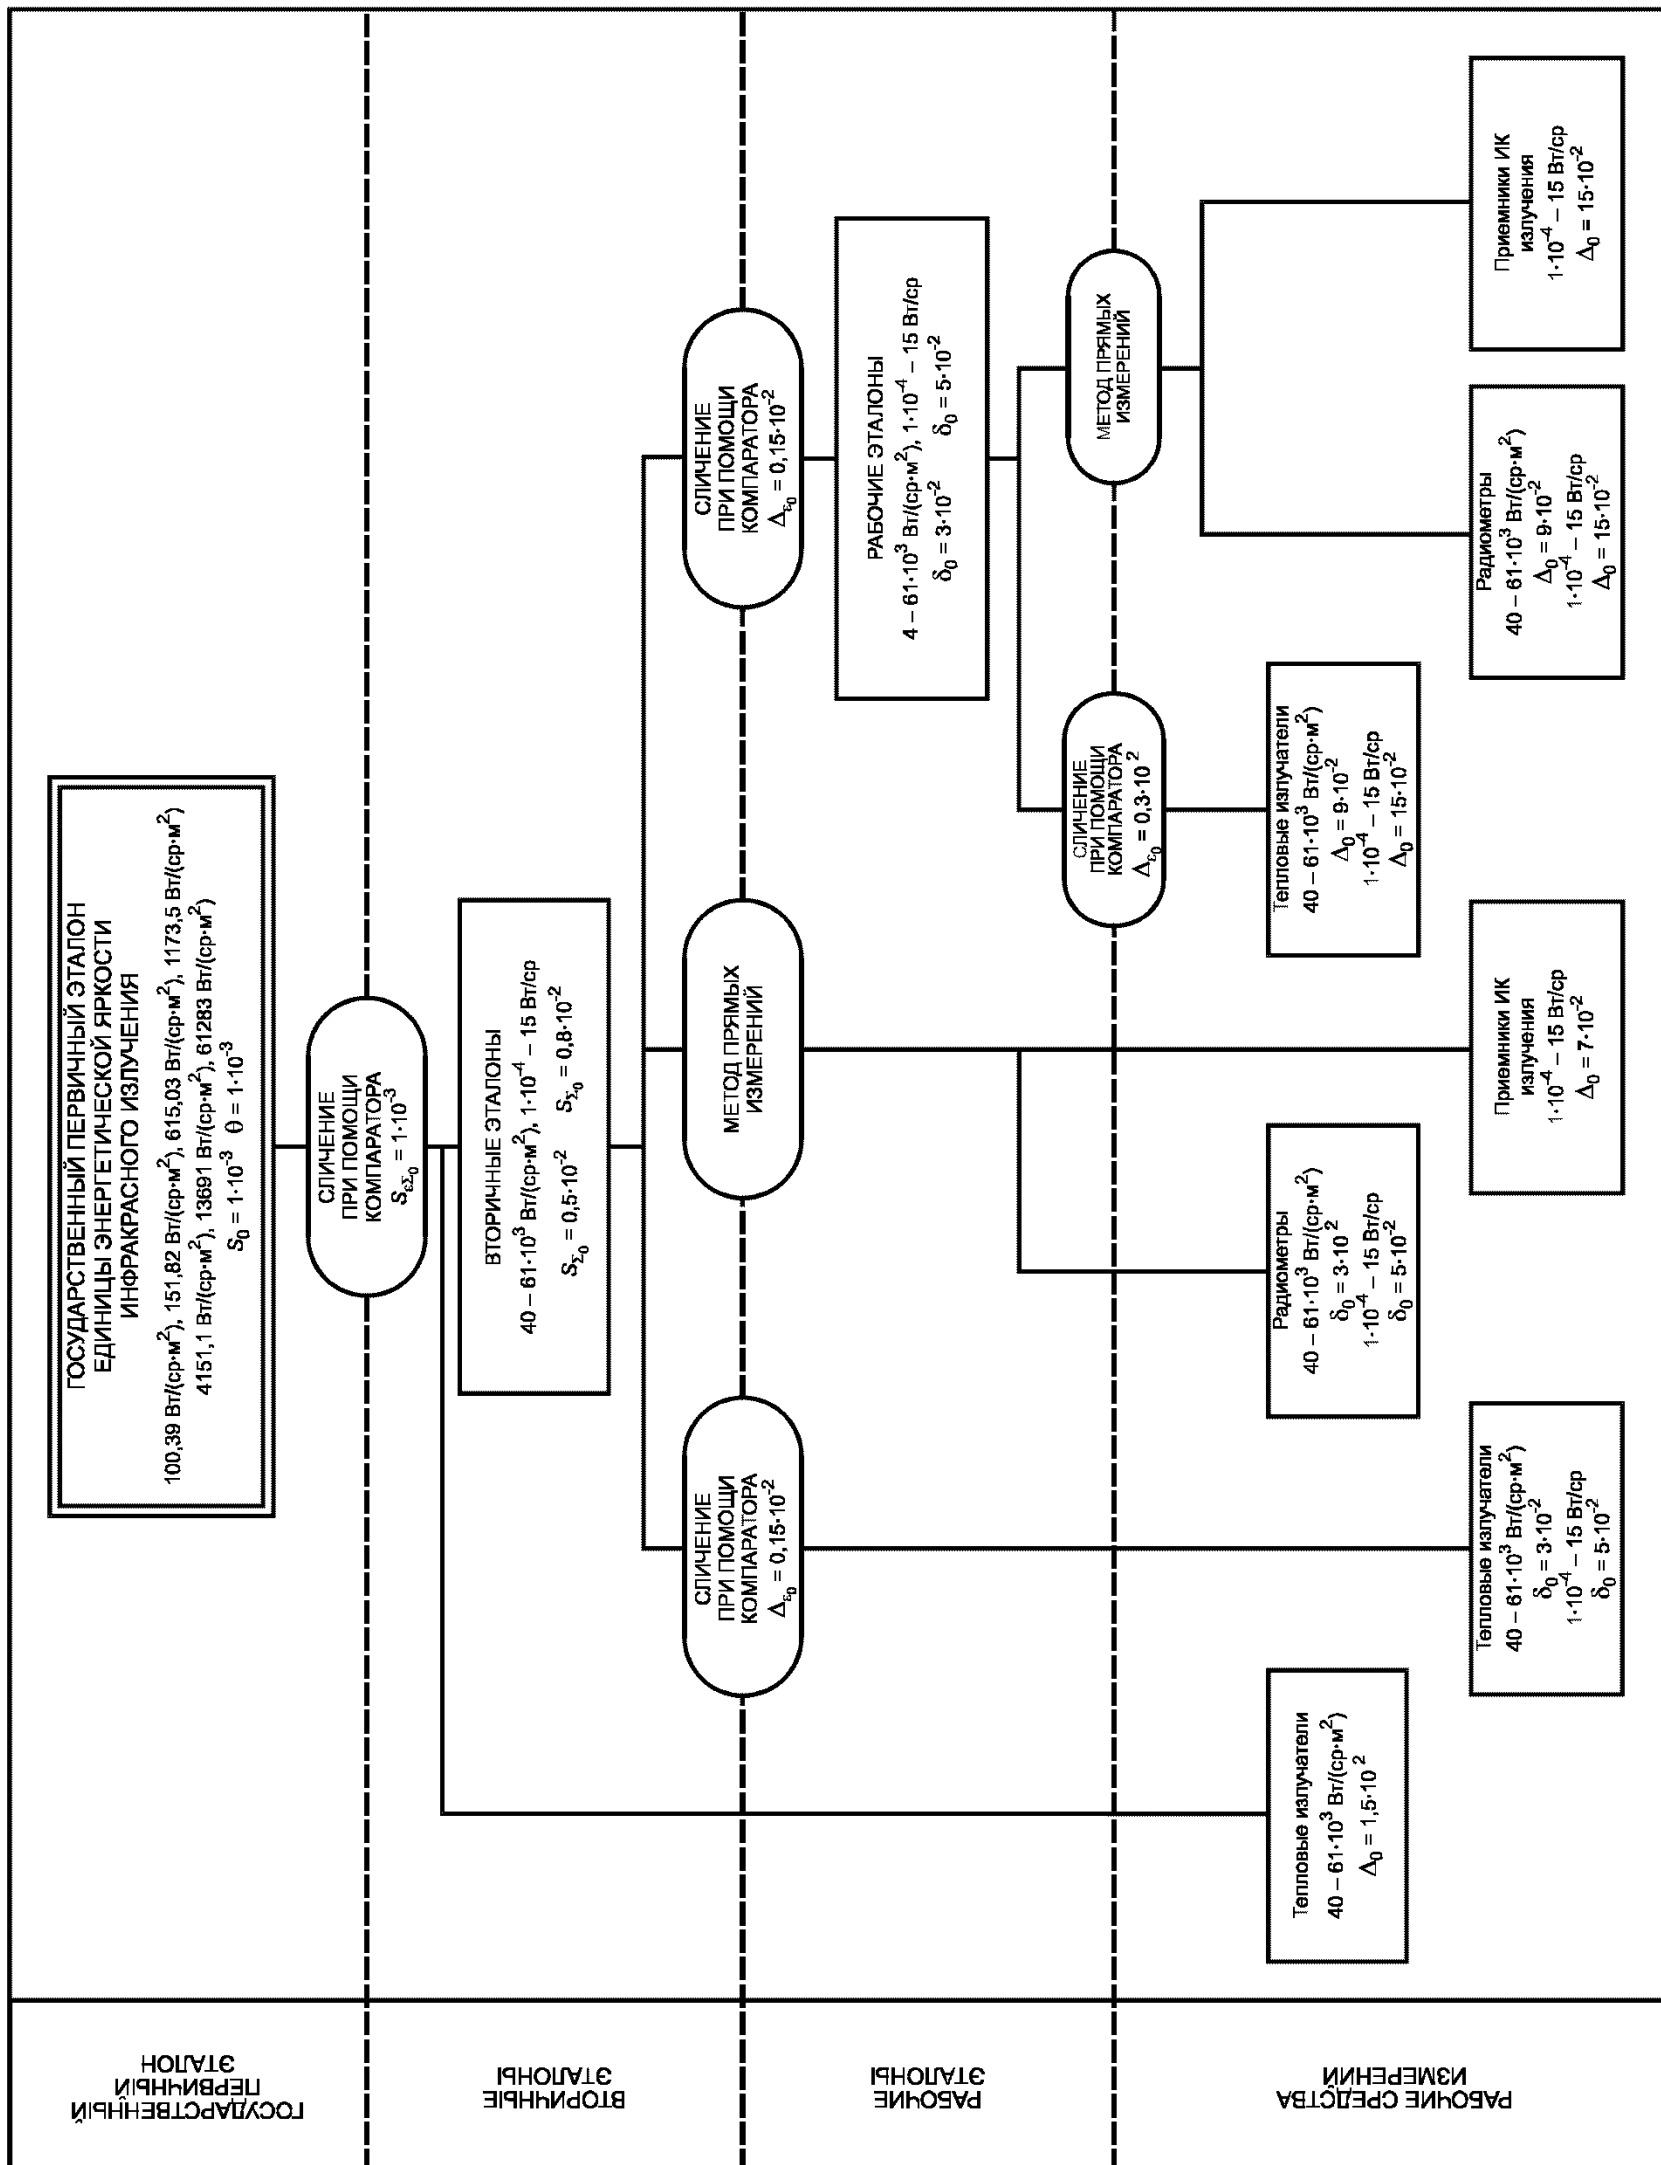 ГОСУДАРСТВЕННЫЙ
ПЕРВИЧНЫЙ
ЭТАЛОН
ГОСУДАРСТВЕННЫЙ ПЕРВИЧНЫЙ ЭТАЛОН
ЕДИНИЦЫ ЭНЕРГЕТИЧЕСКОЙ ЯРКОСТИ
ИНФРАКРАСНОГО ИЗЛУЧЕНИЯ
100,39 Вт/(ср·м²), 151,82 Вт/(ср·м²), 615,03 Вт/(ср·м²), 1173,5 Вт/(ср·м²)
4151,1 Вт/(ср·м²), 13691 Вт/(ср·м²), 61283 Вт/(ср·м²)
S₀ = 1·10⁻³ θ = 1·10⁻³
СЛИЧЕНИЕ
ПРИ ПОМОЩИ
КОМПАРАТОРА
S_εΣ₀ = 1·10⁻³
ВТОРИЧНЫЕ
ЭТАЛОНЫ
ВТОРИЧНЫЕ ЭТАЛОНЫ
40 – 61·10³ Вт/(ср·м²), 1·10⁻⁴ – 15 Вт/ср
S_Σ₀ = 0,5·10⁻² S_Σ₀ = 0,8·10⁻²
СЛИЧЕНИЕ
ПРИ ПОМОЩИ
КОМПАРАТОРА
Δ_ε₀ = 0,15·10⁻²
МЕТОД ПРЯМЫХ
ИЗМЕРЕНИЙ
СЛИЧЕНИЕ
ПРИ ПОМОЩИ
КОМПАРАТОРА
Δ_ε₀ = 0,15·10⁻²
РАБОЧИЕ
ЭТАЛОНЫ
РАБОЧИЕ ЭТАЛОНЫ
4 – 61·10³ Вт/(ср·м²), 1·10⁻⁴ – 15 Вт/ср
δ₀ = 3·10⁻² δ₀ = 5·10⁻²
СЛИЧЕНИЕ
ПРИ ПОМОЩИ
КОМПАРАТОРА
Δ_ε₀ = 0,3·10 ²
МЕТОД ПРЯМЫХ
ИЗМЕРЕНИЙ
РАБОЧИЕ СРЕДСТВА
ИЗМЕРЕНИЙ
Тепловые излучатели
40 – 61·10³ Вт/(ср·м²)
Δ₀ = 1,5·10 ²
Тепловые излучатели
40 – 61·10³ Вт/(ср·м²)
δ₀ = 3·10⁻²
1·10⁻⁴ – 15 Вт/ср
δ₀ = 5·10⁻²
Радиометры
40 – 61·10³ Вт/(ср·м²)
δ₀ = 3·10 ²
1·10⁻⁴ – 15 Вт/ср
δ₀ = 5·10⁻²
Приемники ИК
излучения
1·10⁻⁴ – 15 Вт/ср
Δ₀ = 7·10⁻²
Тепловые излучатели
40 – 61·10³ Вт/(ср·м²)
Δ₀ = 9·10⁻²
1·10⁻⁴ – 15 Вт/ср
Δ₀ = 15·10⁻²
Радиометры
40 – 61·10³ Вт/(ср·м²)
Δ₀ = 9·10⁻²
1·10⁻⁴ – 15 Вт/ср
Δ₀ = 15·10⁻²
Приемники ИК
излучения
1·10⁻⁴ – 15 Вт/ср
Δ₀ = 15·10⁻²